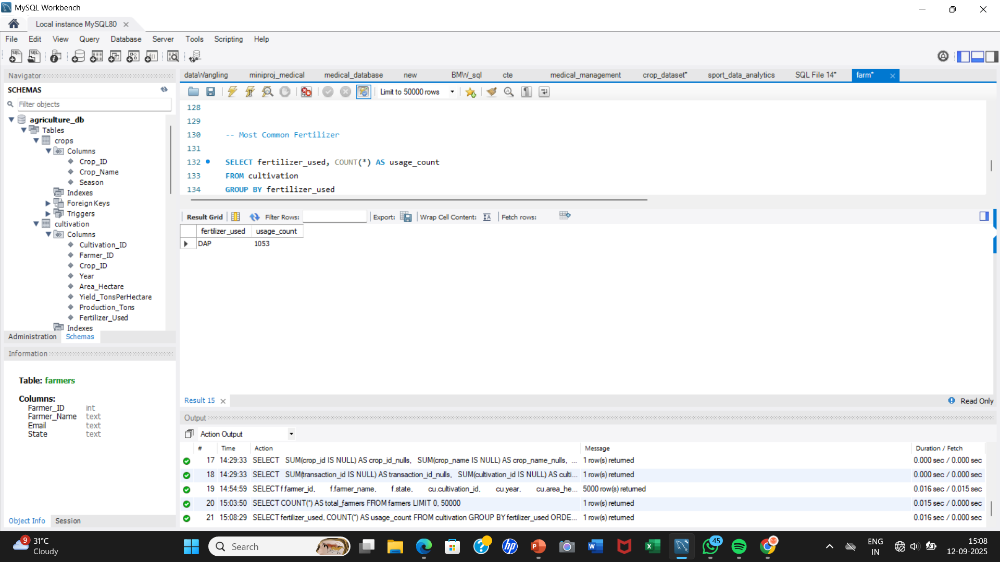 MySQL Workbench
Local instance MySQL80
File Edit View Query Database Server Tools Scripting Help
Navigator
SCHEMAS
Filter objects
agriculture_db
Tables
crops
Columns
Crop_ID
Crop_Name
Season
Indexes
Foreign Keys
Triggers
cultivation
Columns
Cultivation_ID
Farmer_ID
Crop_ID
Year
Area_Hectare
Yield_TonsPerHectare
Production_Tons
Fertilizer_Used
Indexes
Administration Schemas
Information
Table: farmers
Columns:
Farmer_ID int
Farmer_Name text
Email text
State text
Object Info Session
dataWangling miniproj_medical medical_database new BMW_sql cte medical_management crop_dataset* sport_data_analytics SQL File 14* farm*
Limit to 50000 rows
128
129
130 -- Most Common Fertilizer
131
132 SELECT fertilizer_used, COUNT(*) AS usage_count
133 FROM cultivation
134 GROUP BY fertilizer_used
Result Grid Filter Rows: Export: Wrap Cell Content: Fetch rows:
fertilizer_used usage_count
DAP 1053
Result 15 Read Only
Output
Action Output
# Time Action Message Duration / Fetch
17 14:29:33 SELECT SUM(crop_id IS NULL) AS crop_id_nulls, SUM(crop_name IS NULL) AS crop_name_nulls, ... 1 row(s) returned 0.000 sec / 0.000 sec
18 14:29:33 SELECT SUM(transaction_id IS NULL) AS transaction_id_nulls, SUM(cultivation_id IS NULL) AS culti... 1 row(s) returned 0.000 sec / 0.000 sec
19 14:54:59 SELECT f.farmer_id, f.farmer_name, f.state, cu.cultivation_id, cu.year, cu.area_he... 5000 row(s) returned 0.016 sec / 0.015 sec
20 15:03:50 SELECT COUNT(*) AS total_farmers FROM farmers LIMIT 0, 50000 1 row(s) returned 0.015 sec / 0.000 sec
21 15:08:29 SELECT fertilizer_used, COUNT(*) AS usage_count FROM cultivation GROUP BY fertilizer_used ORDE... 1 row(s) returned 0.016 sec / 0.000 sec
9 31°C
Cloudy
Search
45
ENG
IN
15:08
12-09-2025